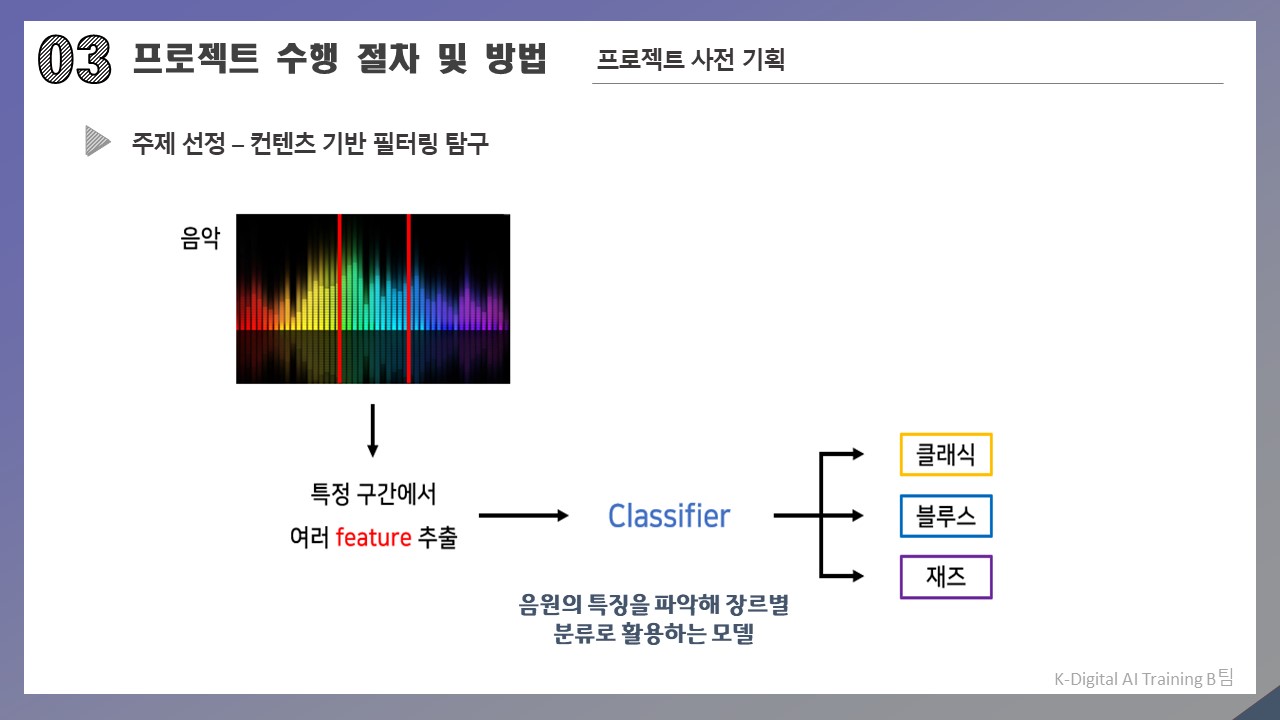 03 프로젝트 수행 절차 및 방법
프로젝트 사전 기획
주제 선정 – 컨텐츠 기반 필터링 탐구
음악
특정 구간에서
여러 feature 추출
Classifier
클래식
블루스
재즈
음원의 특징을 파악해 장르별
분류로 활용하는 모델
K-Digital AI Training B팀